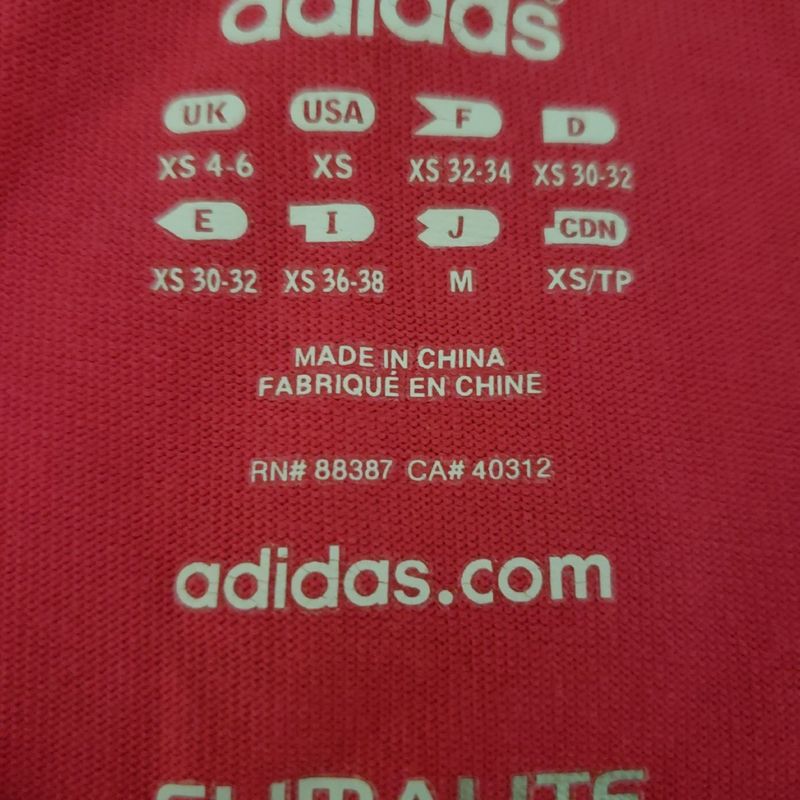 adidas
UK USA F D
XS 4-6 XS XS 32-34 XS 30-32
E I J CDN
XS 30-32 XS 36-38 M XS/TP
MADE IN CHINA
FABRIQUÉ EN CHINE
RN# 88387 CA# 40312
adidas.com
CLIMALITE